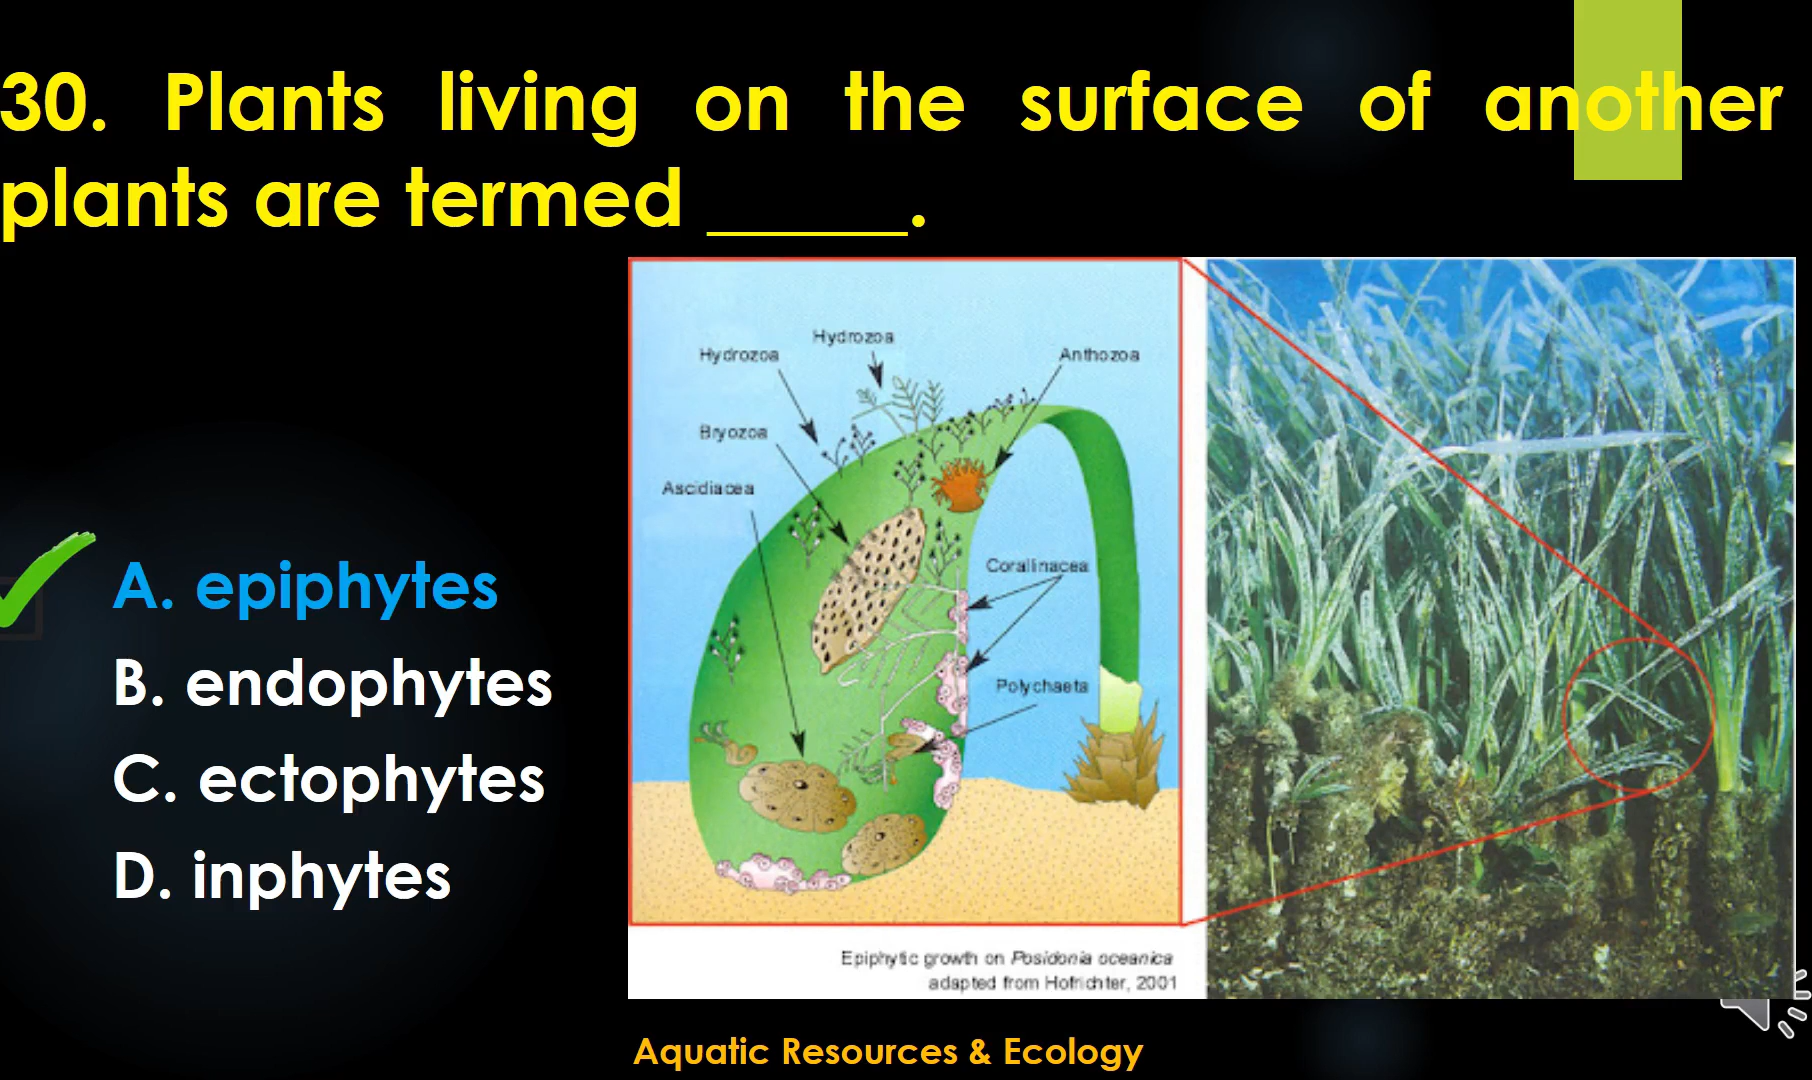 30. Plants living on the surface of another
plants are termed _____.
A. epiphytes
B. endophytes
C. ectophytes
D. inphytes
Hydrozoa
Hydrozoa
Anthozoa
Bryozoa
Ascidiacea
Corallinacea
Polychaeta
Epiphytic growth on Posidonia oceanica
adapted from Hofrichter, 2001
Aquatic Resources & Ecology